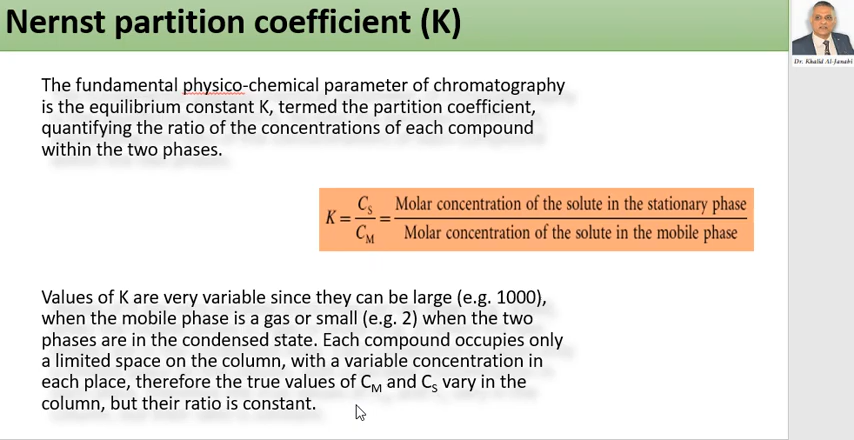 Nernst partition coefficient (K)
Dr. Khalid Al-Janabi
The fundamental physico-chemical parameter of chromatography
is the equilibrium constant K, termed the partition coefficient,
quantifying the ratio of the concentrations of each compound
within the two phases.
K = C_S / C_M = Molar concentration of the solute in the stationary phase / Molar concentration of the solute in the mobile phase
Values of K are very variable since they can be large (e.g. 1000),
when the mobile phase is a gas or small (e.g. 2) when the two
phases are in the condensed state. Each compound occupies only
a limited space on the column, with a variable concentration in
each place, therefore the true values of C_M and C_S vary in the
column, but their ratio is constant.